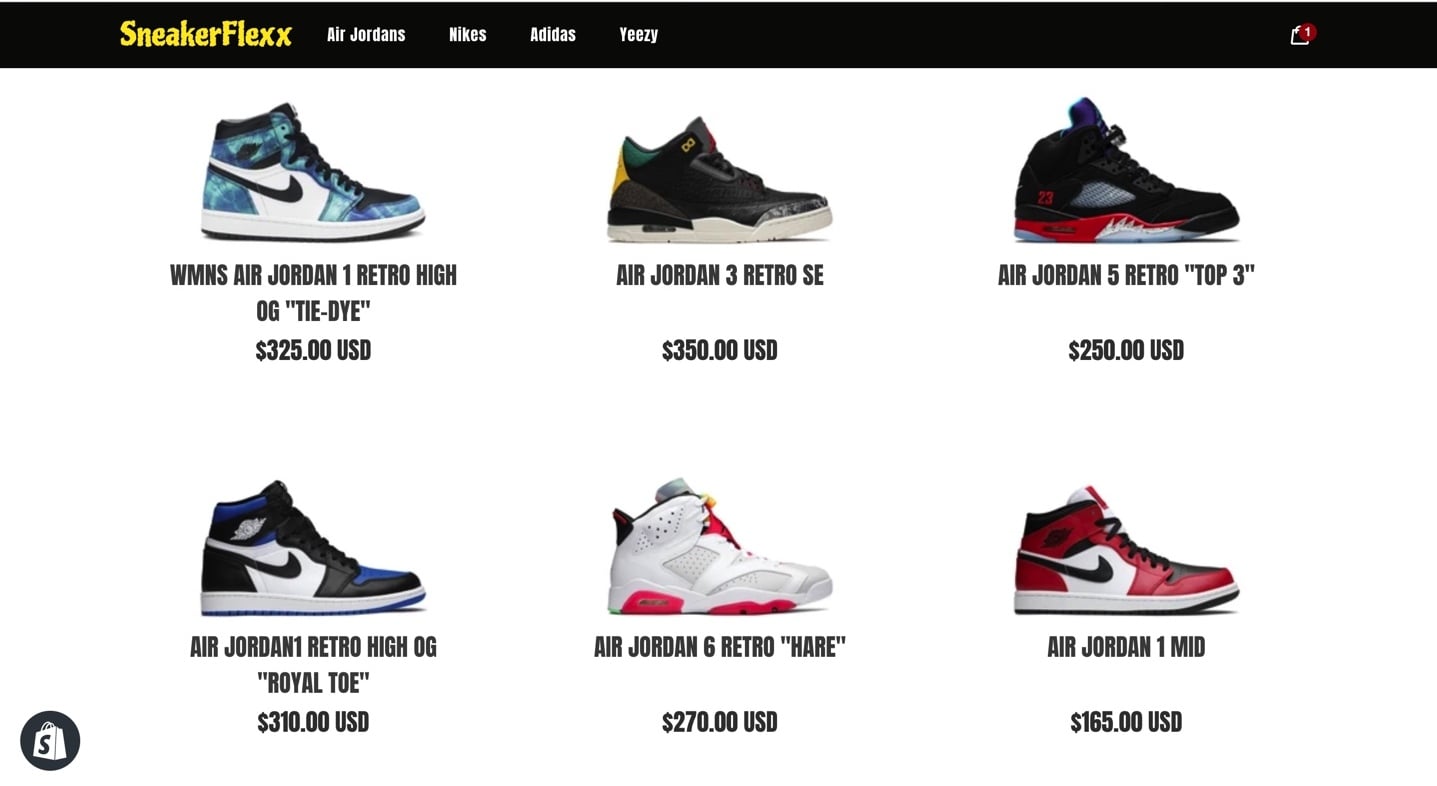 SneakerFlexx Air Jordans Nikes Adidas Yeezy 1
23
WMNS AIR JORDAN 1 RETRO HIGH
OG "TIE-DYE"
$325.00 USD
AIR JORDAN 3 RETRO SE
$350.00 USD
AIR JORDAN 5 RETRO "TOP 3"
$250.00 USD
AIR JORDAN1 RETRO HIGH OG
"ROYAL TOE"
$310.00 USD
AIR JORDAN 6 RETRO "HARE"
$270.00 USD
AIR JORDAN 1 MID
$165.00 USD
S